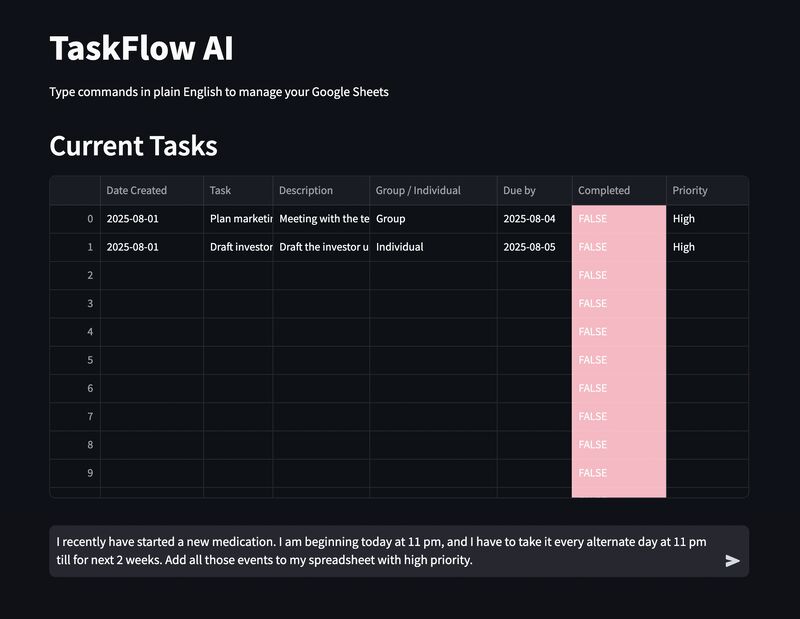 TaskFlow AI
Type commands in plain English to manage your Google Sheets
Current Tasks
Date Created Task Description Group / Individual Due by Completed Priority
0 2025-08-01 Plan marketin Meeting with the te Group 2025-08-04 FALSE High
1 2025-08-01 Draft investor Draft the investor u Individual 2025-08-05 FALSE High
2 FALSE
3 FALSE
4 FALSE
5 FALSE
6 FALSE
7 FALSE
8 FALSE
9 FALSE
I recently have started a new medication. I am beginning today at 11 pm, and I have to take it every alternate day at 11 pm
till for next 2 weeks. Add all those events to my spreadsheet with high priority.